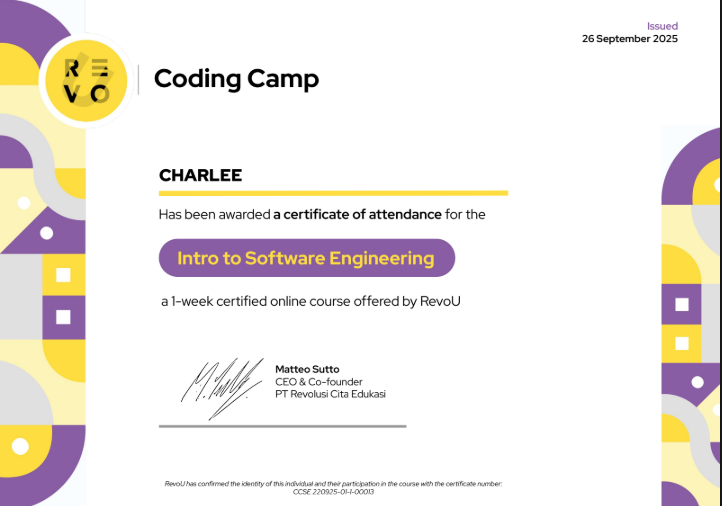 Issued
26 September 2025
RE
VO
Coding Camp
CHARLEE
Has been awarded a certificate of attendance for the
Intro to Software Engineering
a 1-week certified online course offered by RevoU
Matteo Sutto
CEO & Co-founder
PT Revolusi Cita Edukasi
RevoU has confirmed the identity of this individual and their participation in the course with the certificate number:
CCSE 220925-01-1-00013